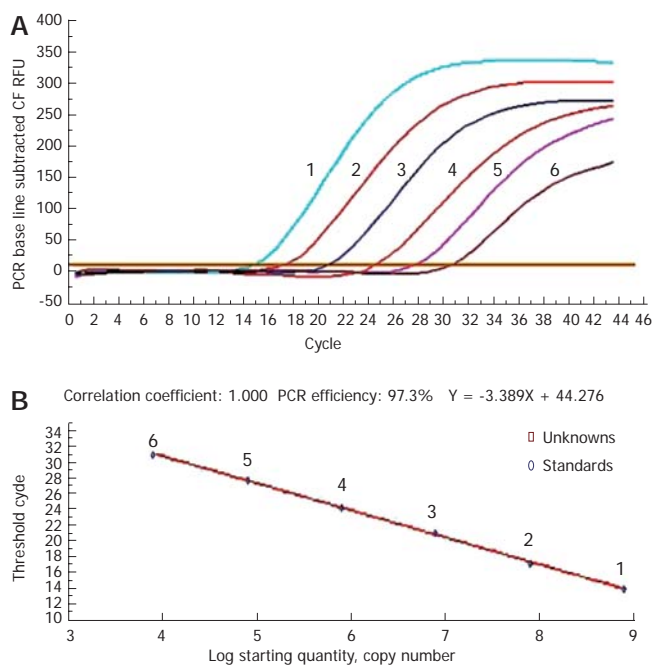 A
PCR base line subtracted CF RFU
400
350
300
250
200
150
100
50
0
-50
1 2 3 4 5 6
0 2 4 6 8 10 12 14 16 18 20 22 24 26 28 30 32 34 36 38 40 42 44 46
Cycle
B
Correlation coefficient: 1.000 PCR efficiency: 97.3% Y = -3.389X + 44.276
Threshold cycle
34
32
30
28
26
24
22
20
18
16
14
12
10
6
5
4
3
2
1
Unknowns
Standards
3 4 5 6 7 8 9
Log starting quantity, copy number